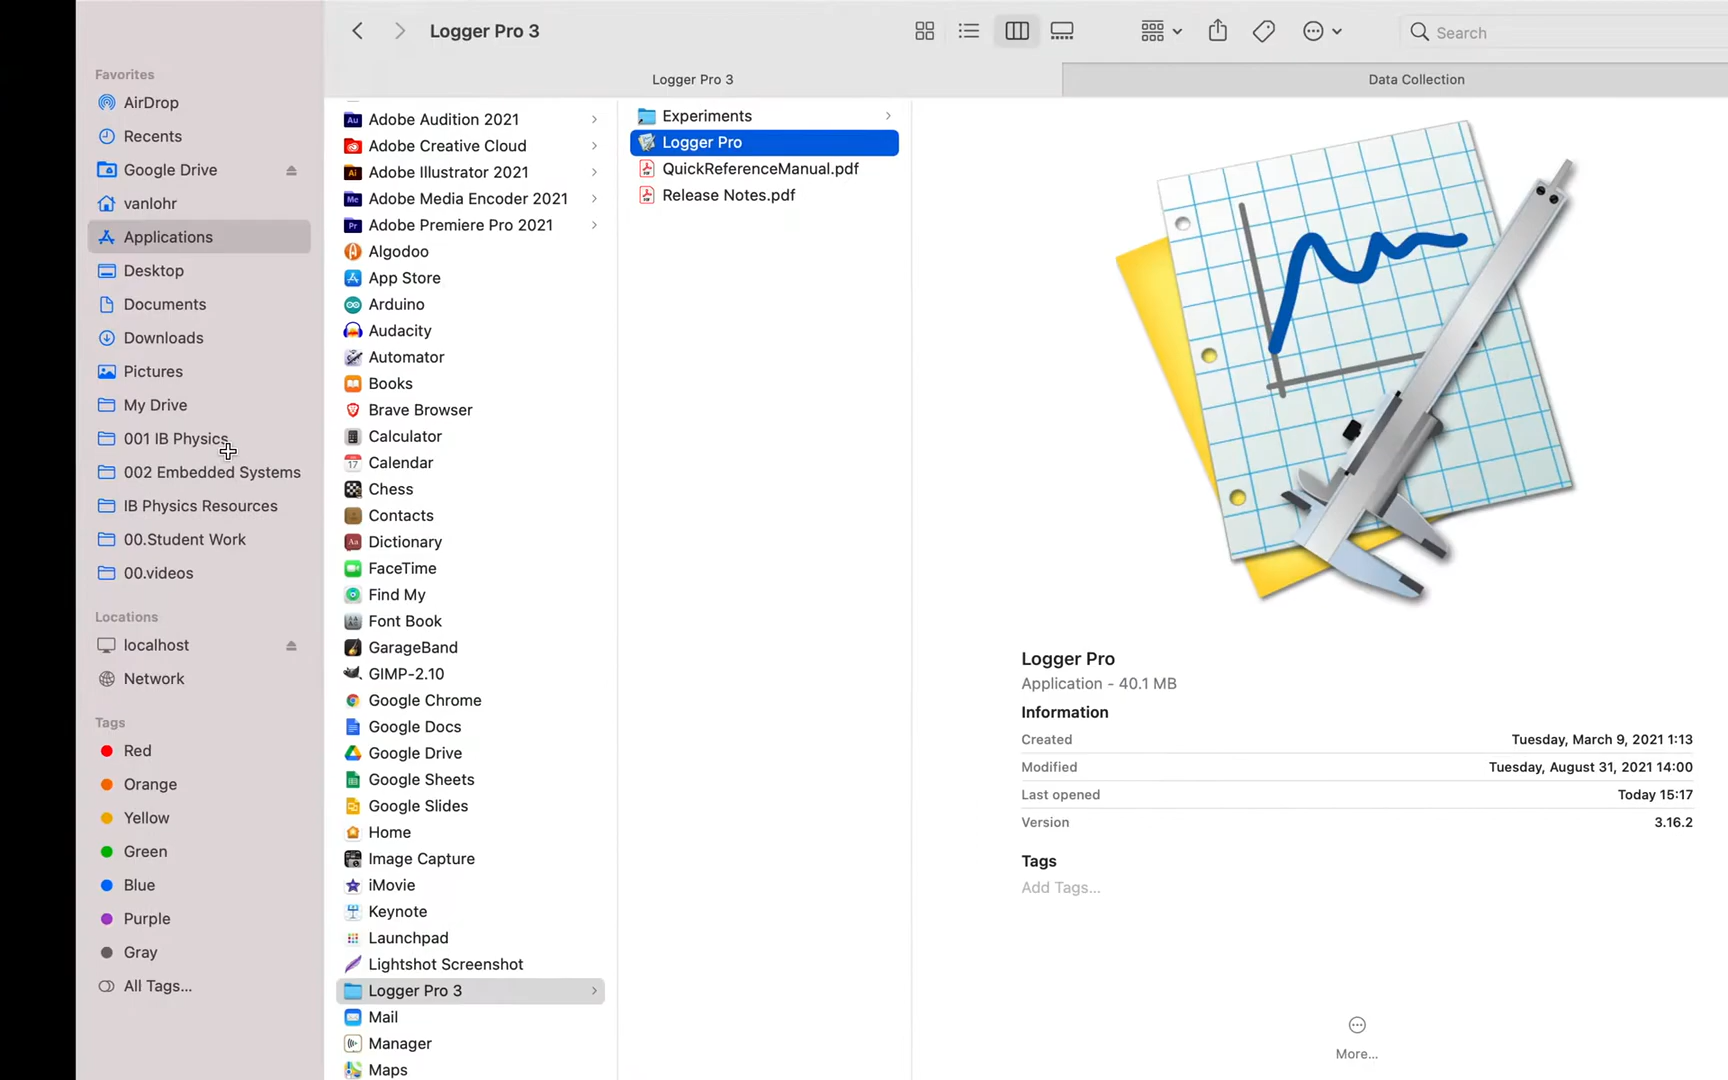 Logger Pro 3
Search
Logger Pro 3
Data Collection
Favorites
AirDrop
Recents
Google Drive
vanlohr
Applications
Desktop
Documents
Downloads
Pictures
My Drive
001 IB Physics
002 Embedded Systems
IB Physics Resources
00.Student Work
00.videos
Locations
localhost
Network
Tags
Red
Orange
Yellow
Green
Blue
Purple
Gray
All Tags...
Adobe Audition 2021
Adobe Creative Cloud
Adobe Illustrator 2021
Adobe Media Encoder 2021
Adobe Premiere Pro 2021
Algodoo
App Store
Arduino
Audacity
Automator
Books
Brave Browser
Calculator
Calendar
Chess
Contacts
Dictionary
FaceTime
Find My
Font Book
GarageBand
GIMP-2.10
Google Chrome
Google Docs
Google Drive
Google Sheets
Google Slides
Home
Image Capture
iMovie
Keynote
Launchpad
Lightshot Screenshot
Logger Pro 3
Mail
Manager
Maps
Experiments
Logger Pro
QuickReferenceManual.pdf
Release Notes.pdf
Logger Pro
Application - 40.1 MB
Information
Created Tuesday, March 9, 2021 1:13
Modified Tuesday, August 31, 2021 14:00
Last opened Today 15:17
Version 3.16.2
Tags
Add Tags...
More...